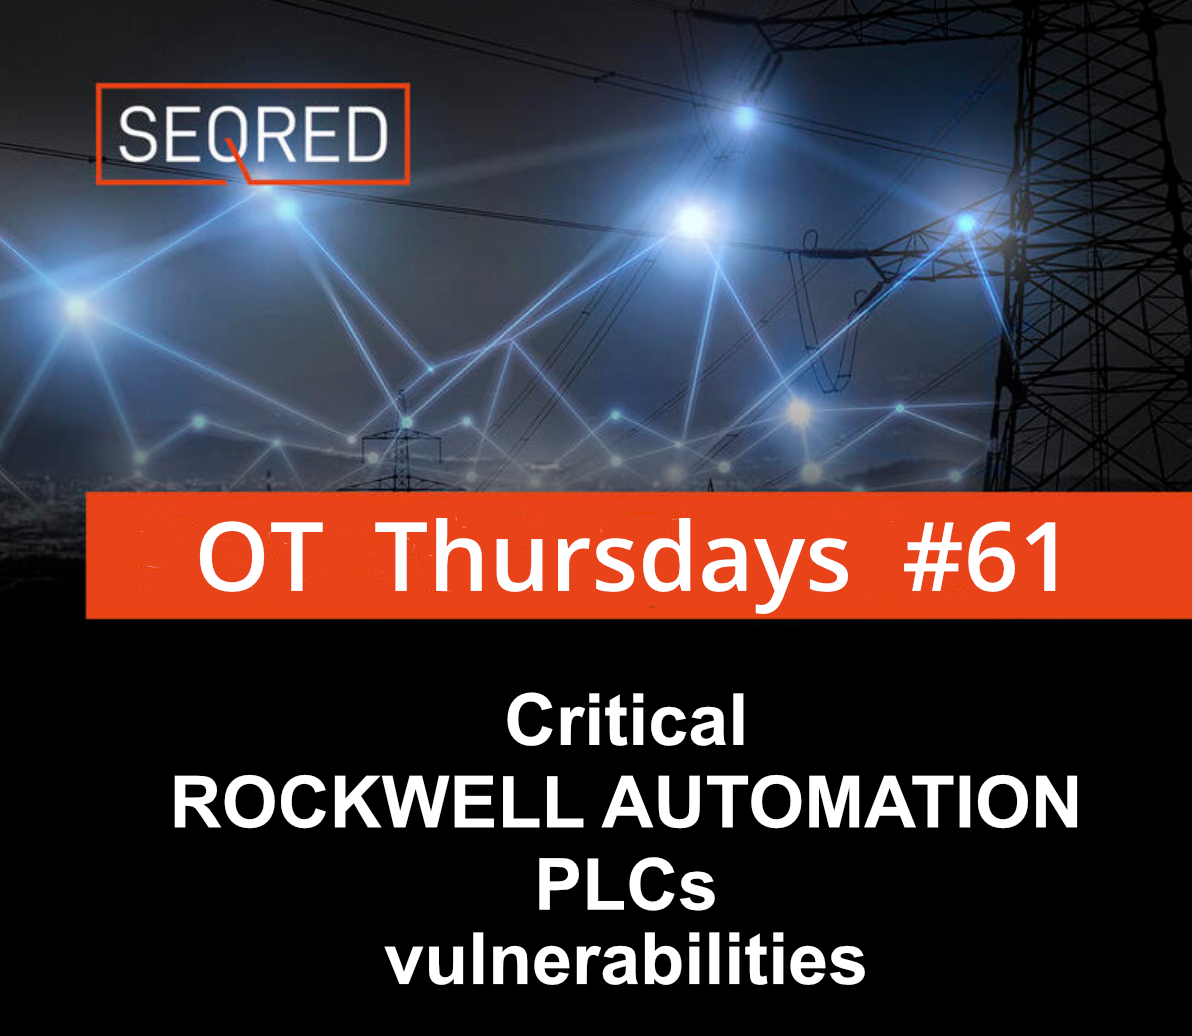 SEQRED
OT Thursdays #61
Critical
ROCKWELL AUTOMATION
PLCs
vulnerabilities